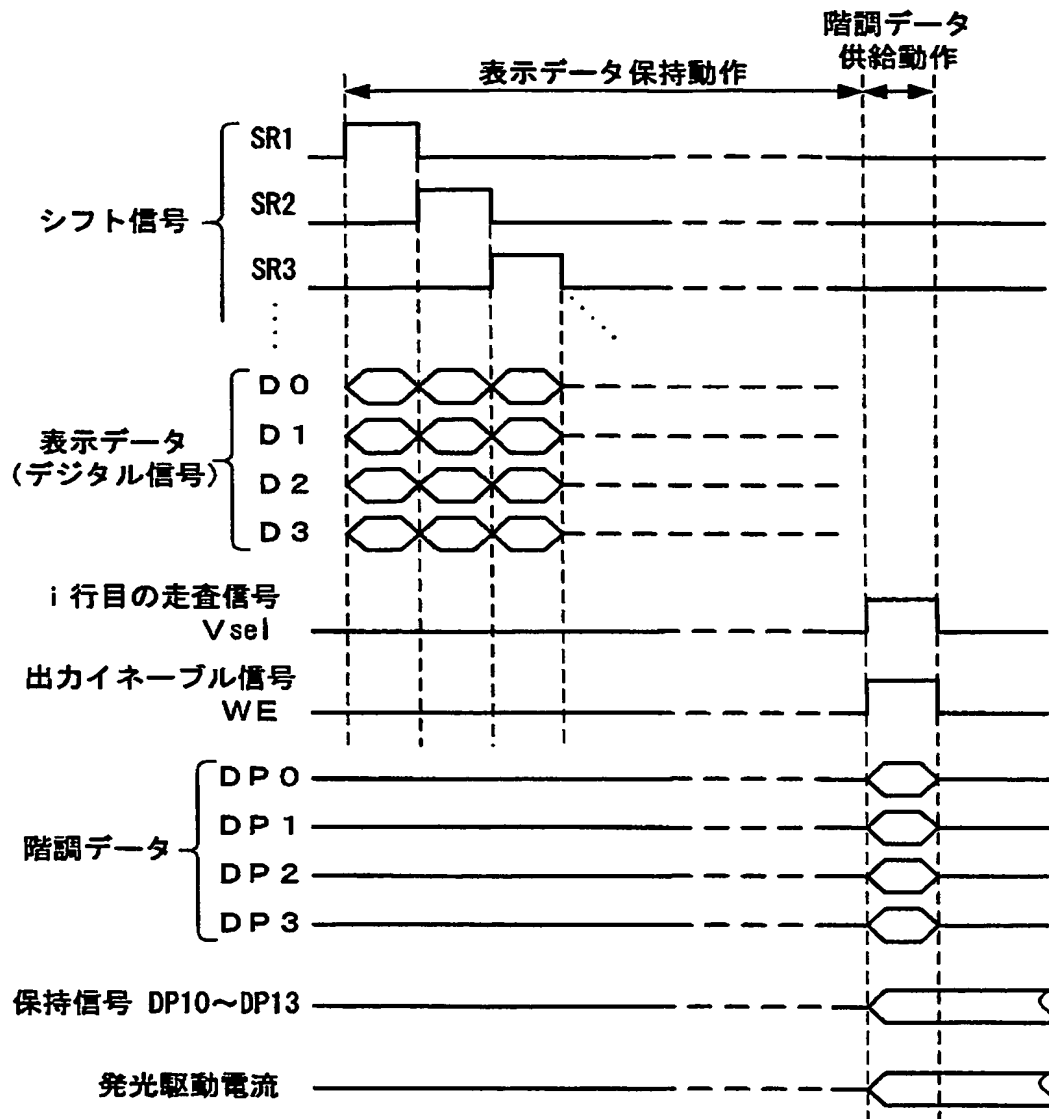 階調データ
供給動作
表示データ保持動作
シフト信号
SR1
SR2
SR3
表示データ
(デジタル信号)
D0
D1
D2
D3
i行目の走査信号
Vsel
出力イネーブル信号
WE
階調データ
DP0
DP1
DP2
DP3
保持信号 DP10～DP13
発光駆動電流